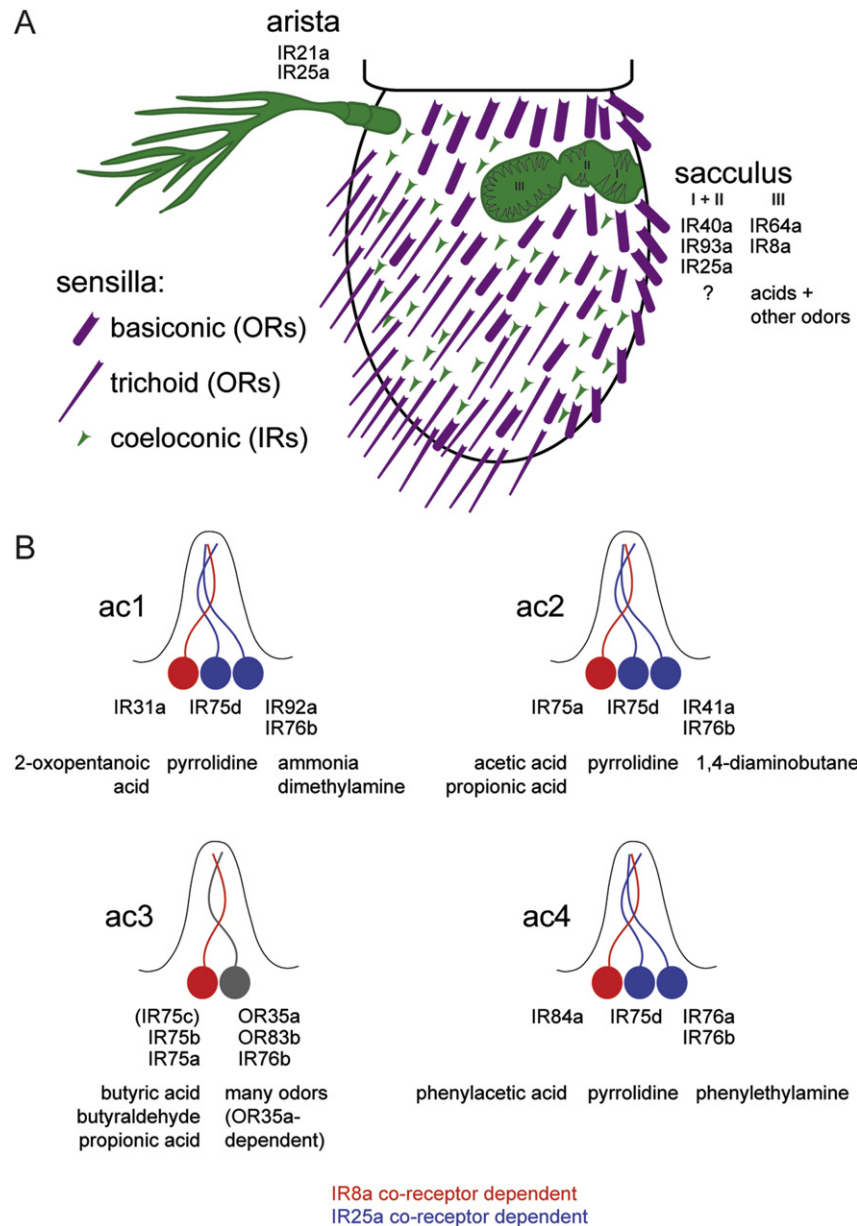 A
arista
IR21a
IR25a
III
II
I
sacculus
I + II III
IR40a IR64a
IR93a IR8a
IR25a
? acids +
other odors
sensilla:
basiconic (ORs)
trichoid (ORs)
coeloconic (IRs)
B
ac1
IR31a IR75d IR92a
IR76b
2-oxopentanoic pyrrolidine ammonia
acid dimethylamine
ac2
IR75a IR75d IR41a
IR76b
acetic acid pyrrolidine 1,4-diaminobutane
propionic acid
ac3
(IR75c) OR35a
IR75b OR83b
IR75a IR76b
butyric acid many odors
butyraldehyde (OR35a-
propionic acid dependent)
ac4
IR84a IR75d IR76a
IR76b
phenylacetic acid pyrrolidine phenylethylamine
IR8a co-receptor dependent
IR25a co-receptor dependent